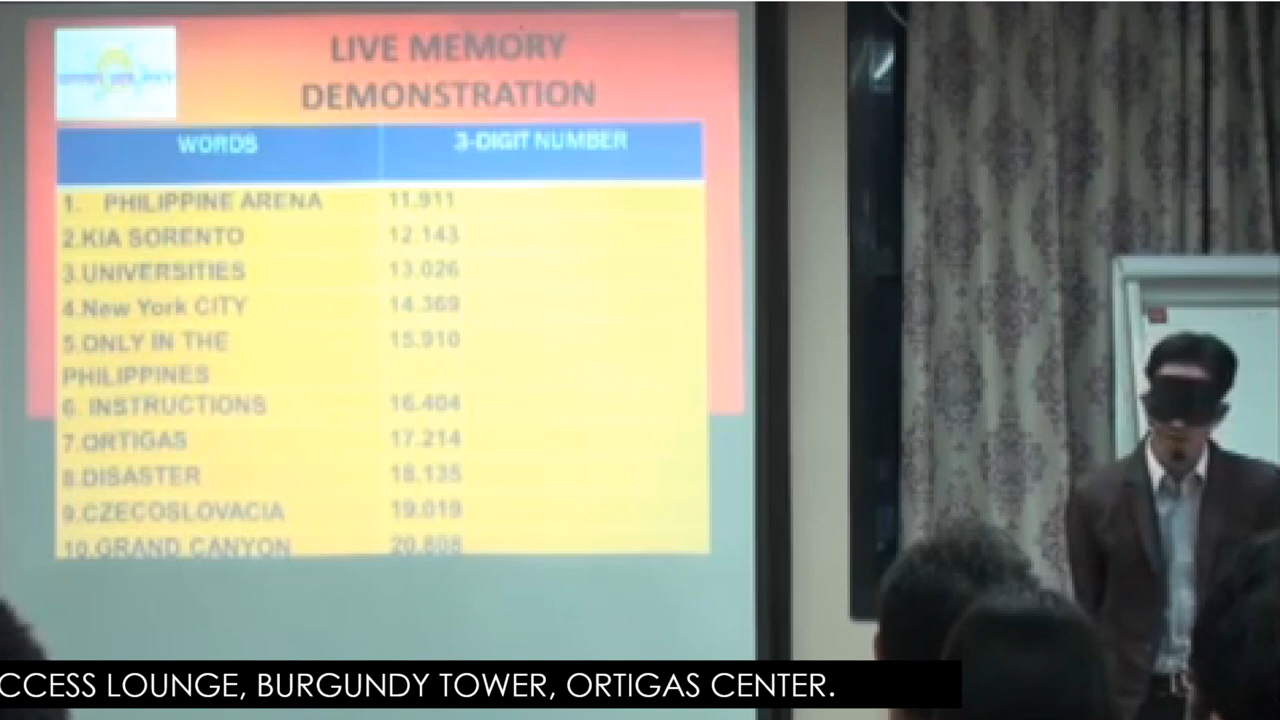 LIVE MEMORY
DEMONSTRATION
WORDS 3-DIGIT NUMBER
1. PHILIPPINE ARENA 11.911
2.KIA SORENTO 12.143
3.UNIVERSITIES 13.026
4.New York CITY 14.369
5.ONLY IN THE 15.910
PHILIPPINES
6. INSTRUCTIONS 16.404
7.ORTIGAS 17.214
8.DISASTER 18.135
9.CZECOSLOVACIA 19.019
10.GRAND CANYON 20.808
CCESS LOUNGE, BURGUNDY TOWER, ORTIGAS CENTER.